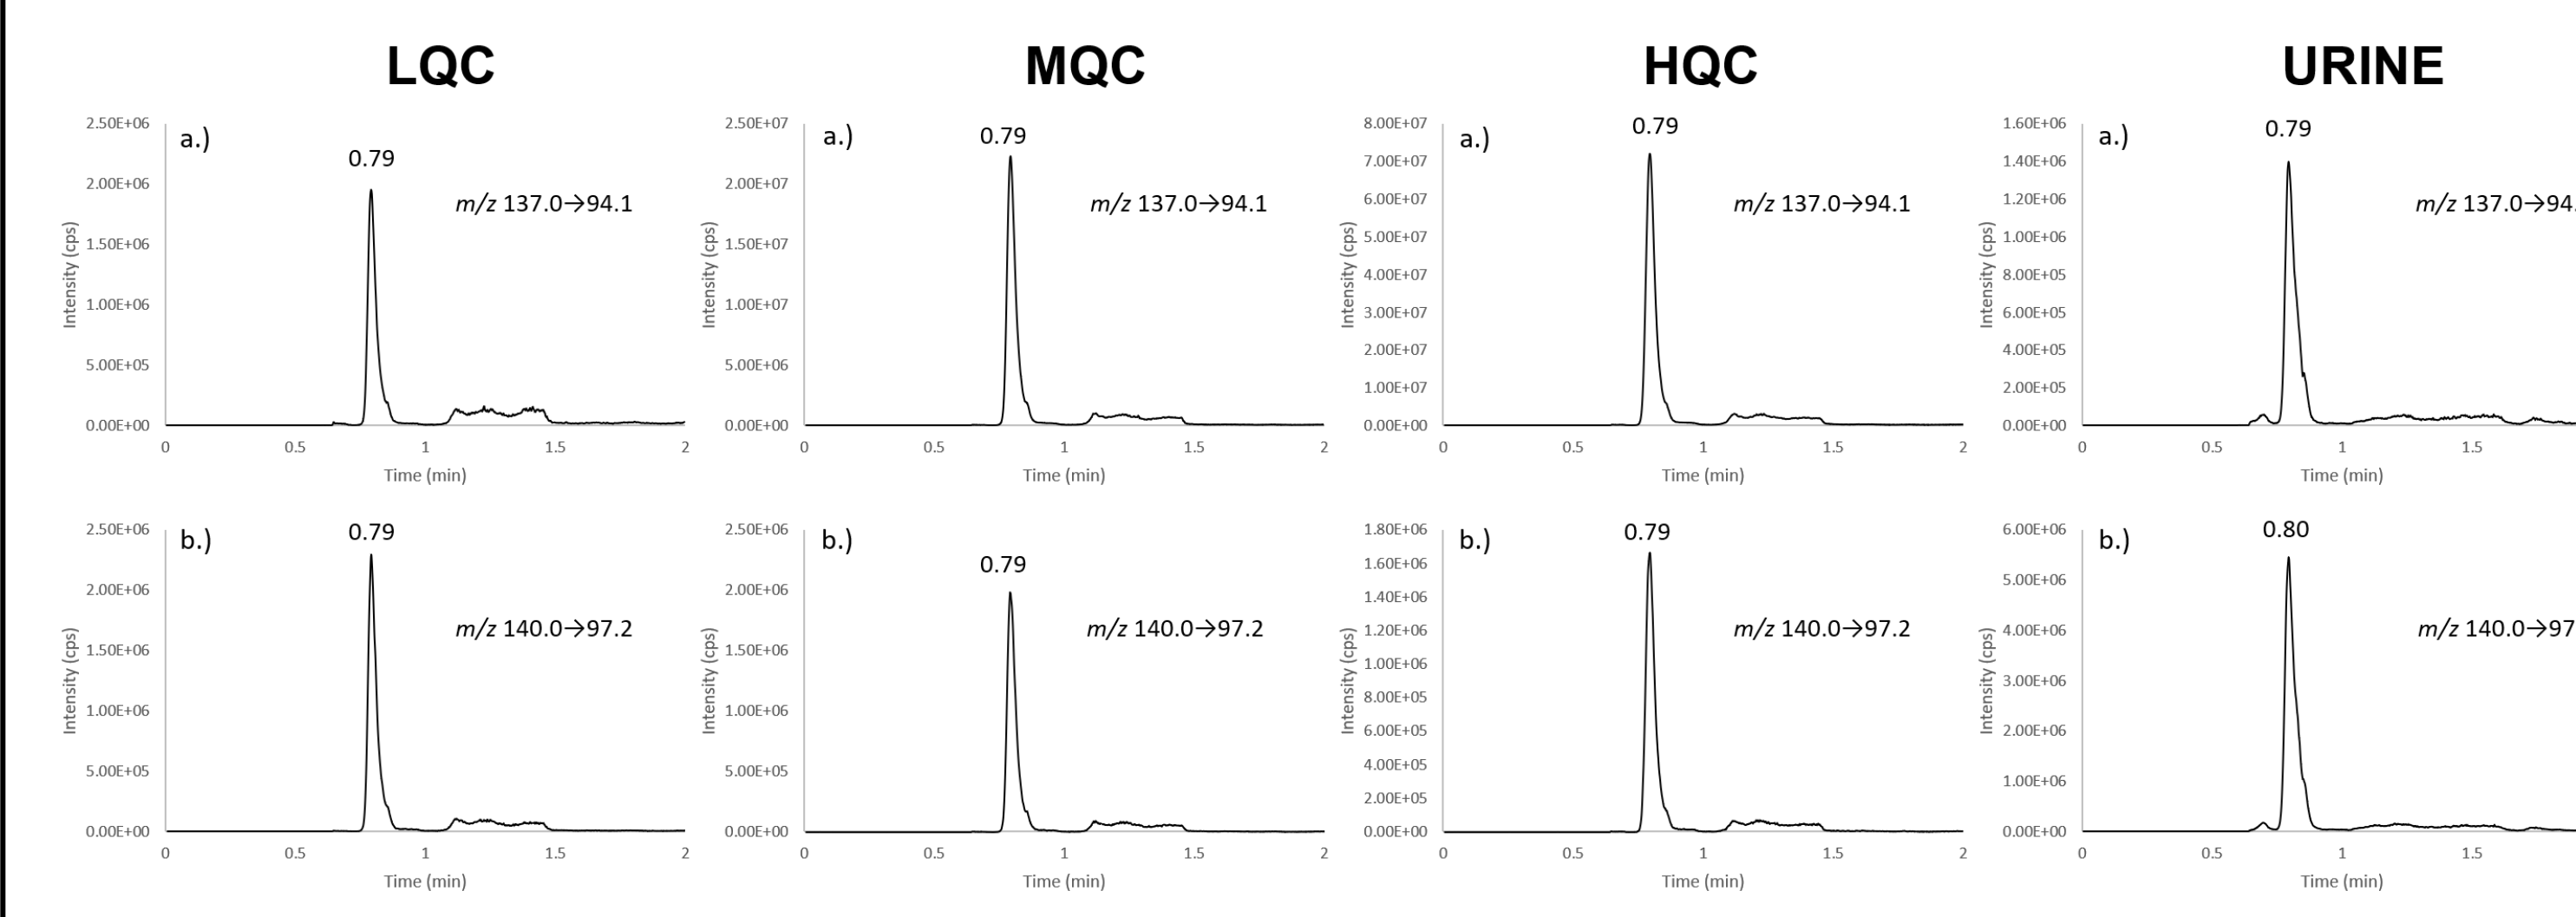 LQC
MQC
HQC
URINE
a.)
0.79
m/z 137.0→94.1
2.50E+06
2.00E+06
1.50E+06
1.00E+06
5.00E+05
0.00E+00
Intensity (cps)
0 0.5 1 1.5 2
Time (min)
a.)
0.79
m/z 137.0→94.1
2.50E+07
2.00E+07
1.50E+07
1.00E+07
5.00E+06
0.00E+00
Intensity (cps)
0 0.5 1 1.5 2
Time (min)
a.)
0.79
m/z 137.0→94.1
8.00E+07
7.00E+07
6.00E+07
5.00E+07
4.00E+07
3.00E+07
2.00E+07
1.00E+07
0.00E+00
Intensity (cps)
0 0.5 1 1.5 2
Time (min)
a.)
0.79
m/z 137.0→94.
1.60E+06
1.40E+06
1.20E+06
1.00E+06
8.00E+05
6.00E+05
4.00E+05
2.00E+05
0.00E+00
Intensity (cps)
0 0.5 1 1.5
Time (min)
b.)
0.79
m/z 140.0→97.2
2.50E+06
2.00E+06
1.50E+06
1.00E+06
5.00E+05
0.00E+00
Intensity (cps)
0 0.5 1 1.5 2
Time (min)
b.)
0.79
m/z 140.0→97.2
2.50E+06
2.00E+06
1.50E+06
1.00E+06
5.00E+05
0.00E+00
Intensity (cps)
0 0.5 1 1.5 2
Time (min)
b.)
0.79
m/z 140.0→97.2
1.80E+06
1.60E+06
1.40E+06
1.20E+06
1.00E+06
8.00E+05
6.00E+05
4.00E+05
2.00E+05
0.00E+00
Intensity (cps)
0 0.5 1 1.5 2
Time (min)
b.)
0.80
m/z 140.0→97
6.00E+06
5.00E+06
4.00E+06
3.00E+06
2.00E+06
1.00E+06
0.00E+00
Intensity (cps)
0 0.5 1 1.5
Time (min)